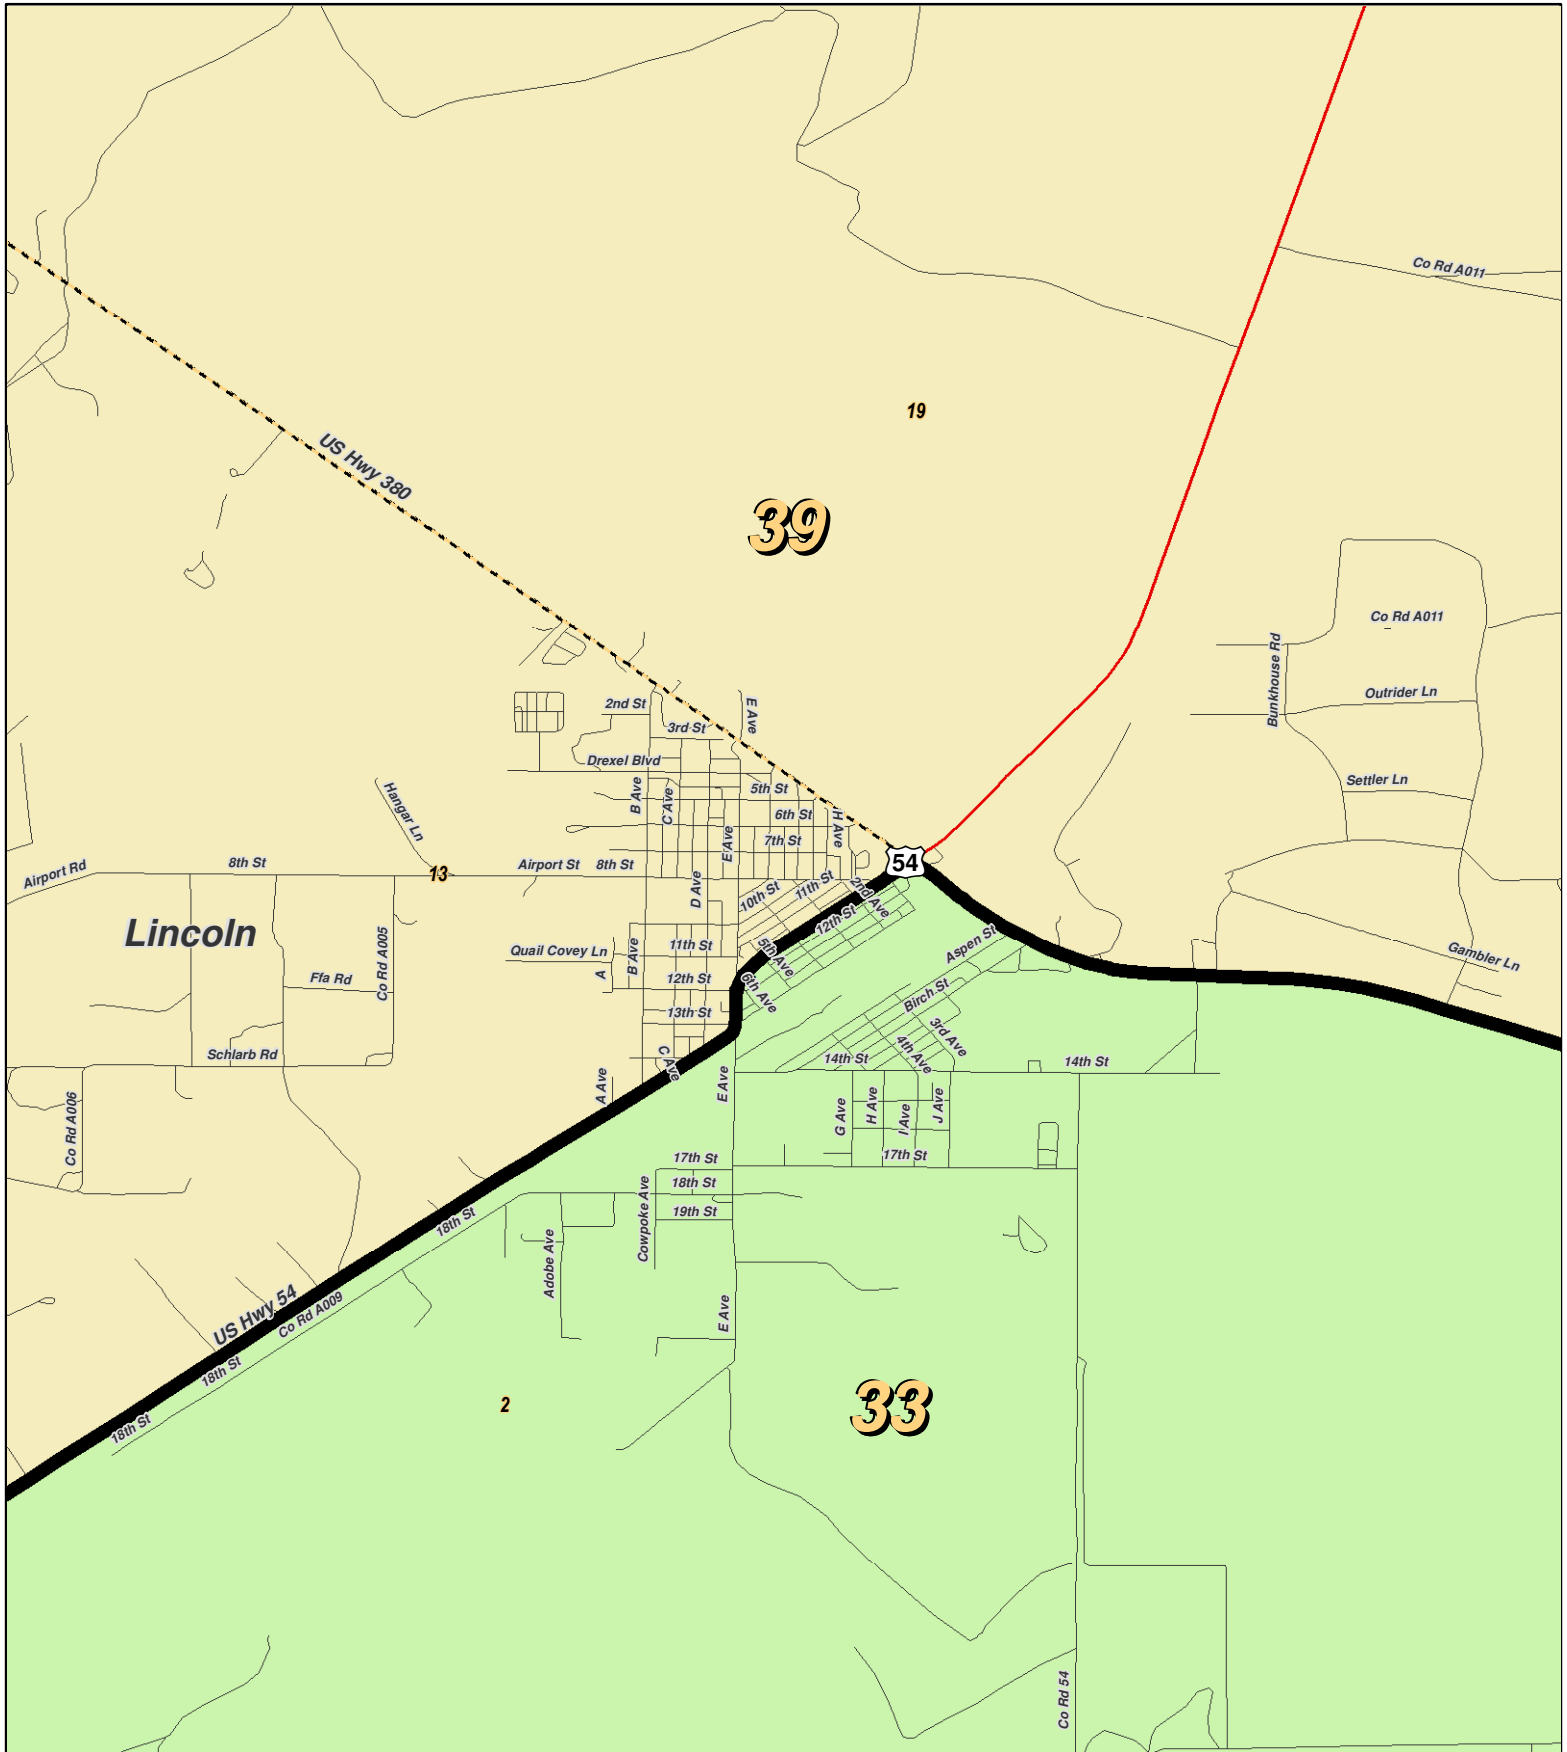 Co Rd A011
19
US Hwy 380
39
Co Rd A011
Bunkhouse Rd
Outrider Ln
2nd St
E Ave
3rd St
Drexel Blvd
Settler Ln
Hangar Ln
B Ave
C Ave
5th St
6th St
H Ave
7th St
E Ave
54
Airport Rd
8th St
13
Airport St
8th St
D Ave
10th St
11th St
2nd Ave
12th St
Lincoln
Co Rd A005
Quail Covey Ln
A
B Ave
11th St
5th Ave
Aspen St
Gambler Ln
Ffa Rd
12th St
6th Ave
Birch St
13th St
3rd Ave
Schlarb Rd
C Ave
14th St
4th Ave
14th St
Co Rd A006
A Ave
E Ave
G Ave
H Ave
I Ave
J Ave
17th St
17th St
18th St
Cowpoke Ave
19th St
18th St
Adobe Ave
US Hwy 54
Co Rd A009
E Ave
18th St
2
33
18th St
Co Rd 54